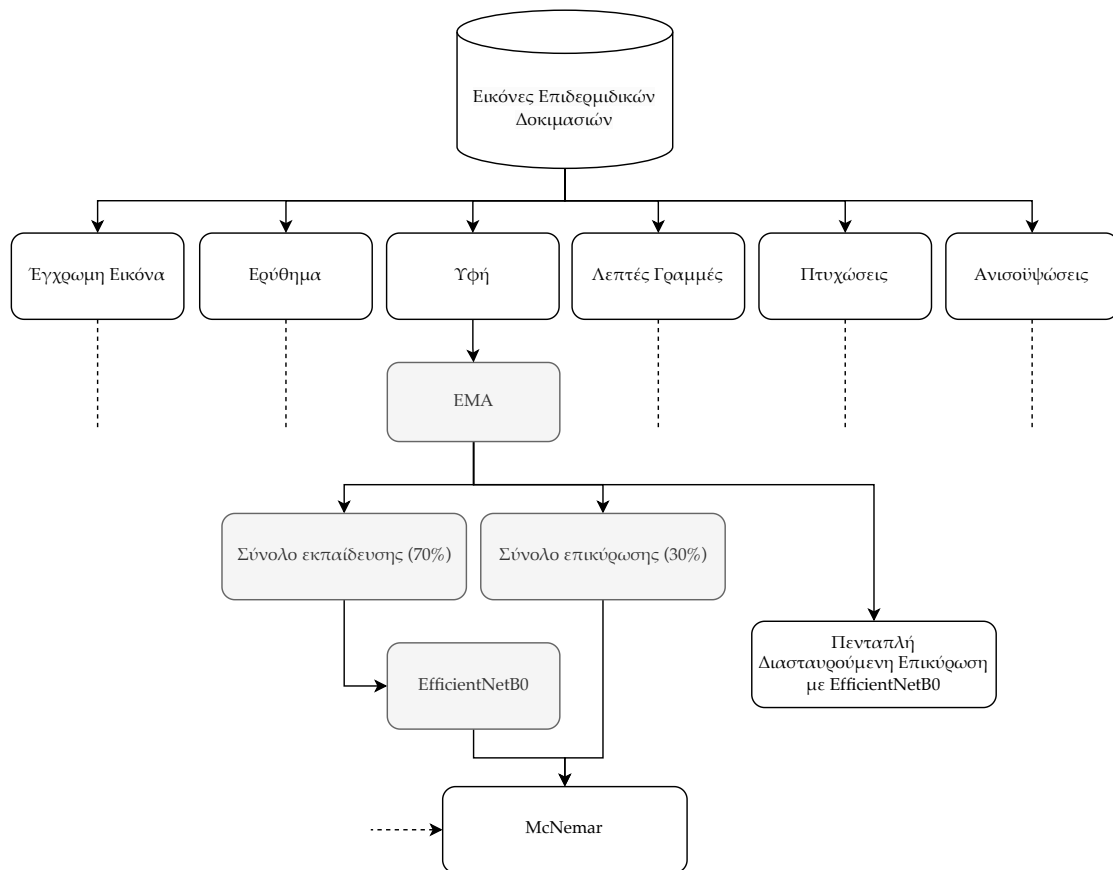 Εικόνες Επιδερμιδικών
Δοκιμασιών
Έγχρωμη Εικόνα
Ερύθημα
Υφή
Λεπτές Γραμμές
Πτυχώσεις
Ανισοϋψώσεις
ΕΜΑ
Σύνολο εκπαίδευσης (70%)
Σύνολο επικύρωσης (30%)
Πενταπλή
Διασταυρούμενη Επικύρωση
με EfficientNetB0
EfficientNetB0
McNemar